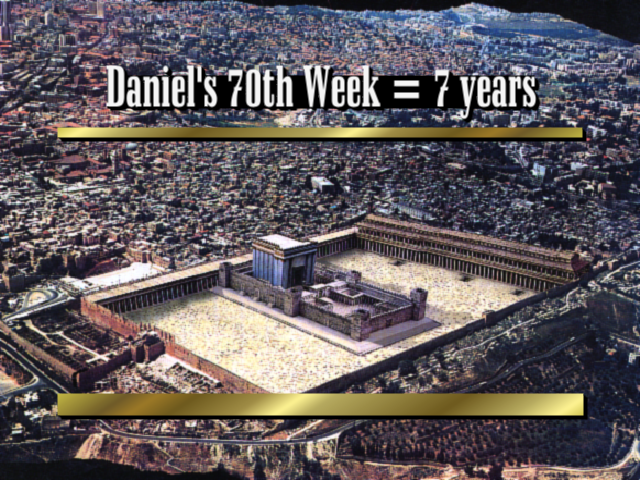 Daniel's 70th Week = 7 years